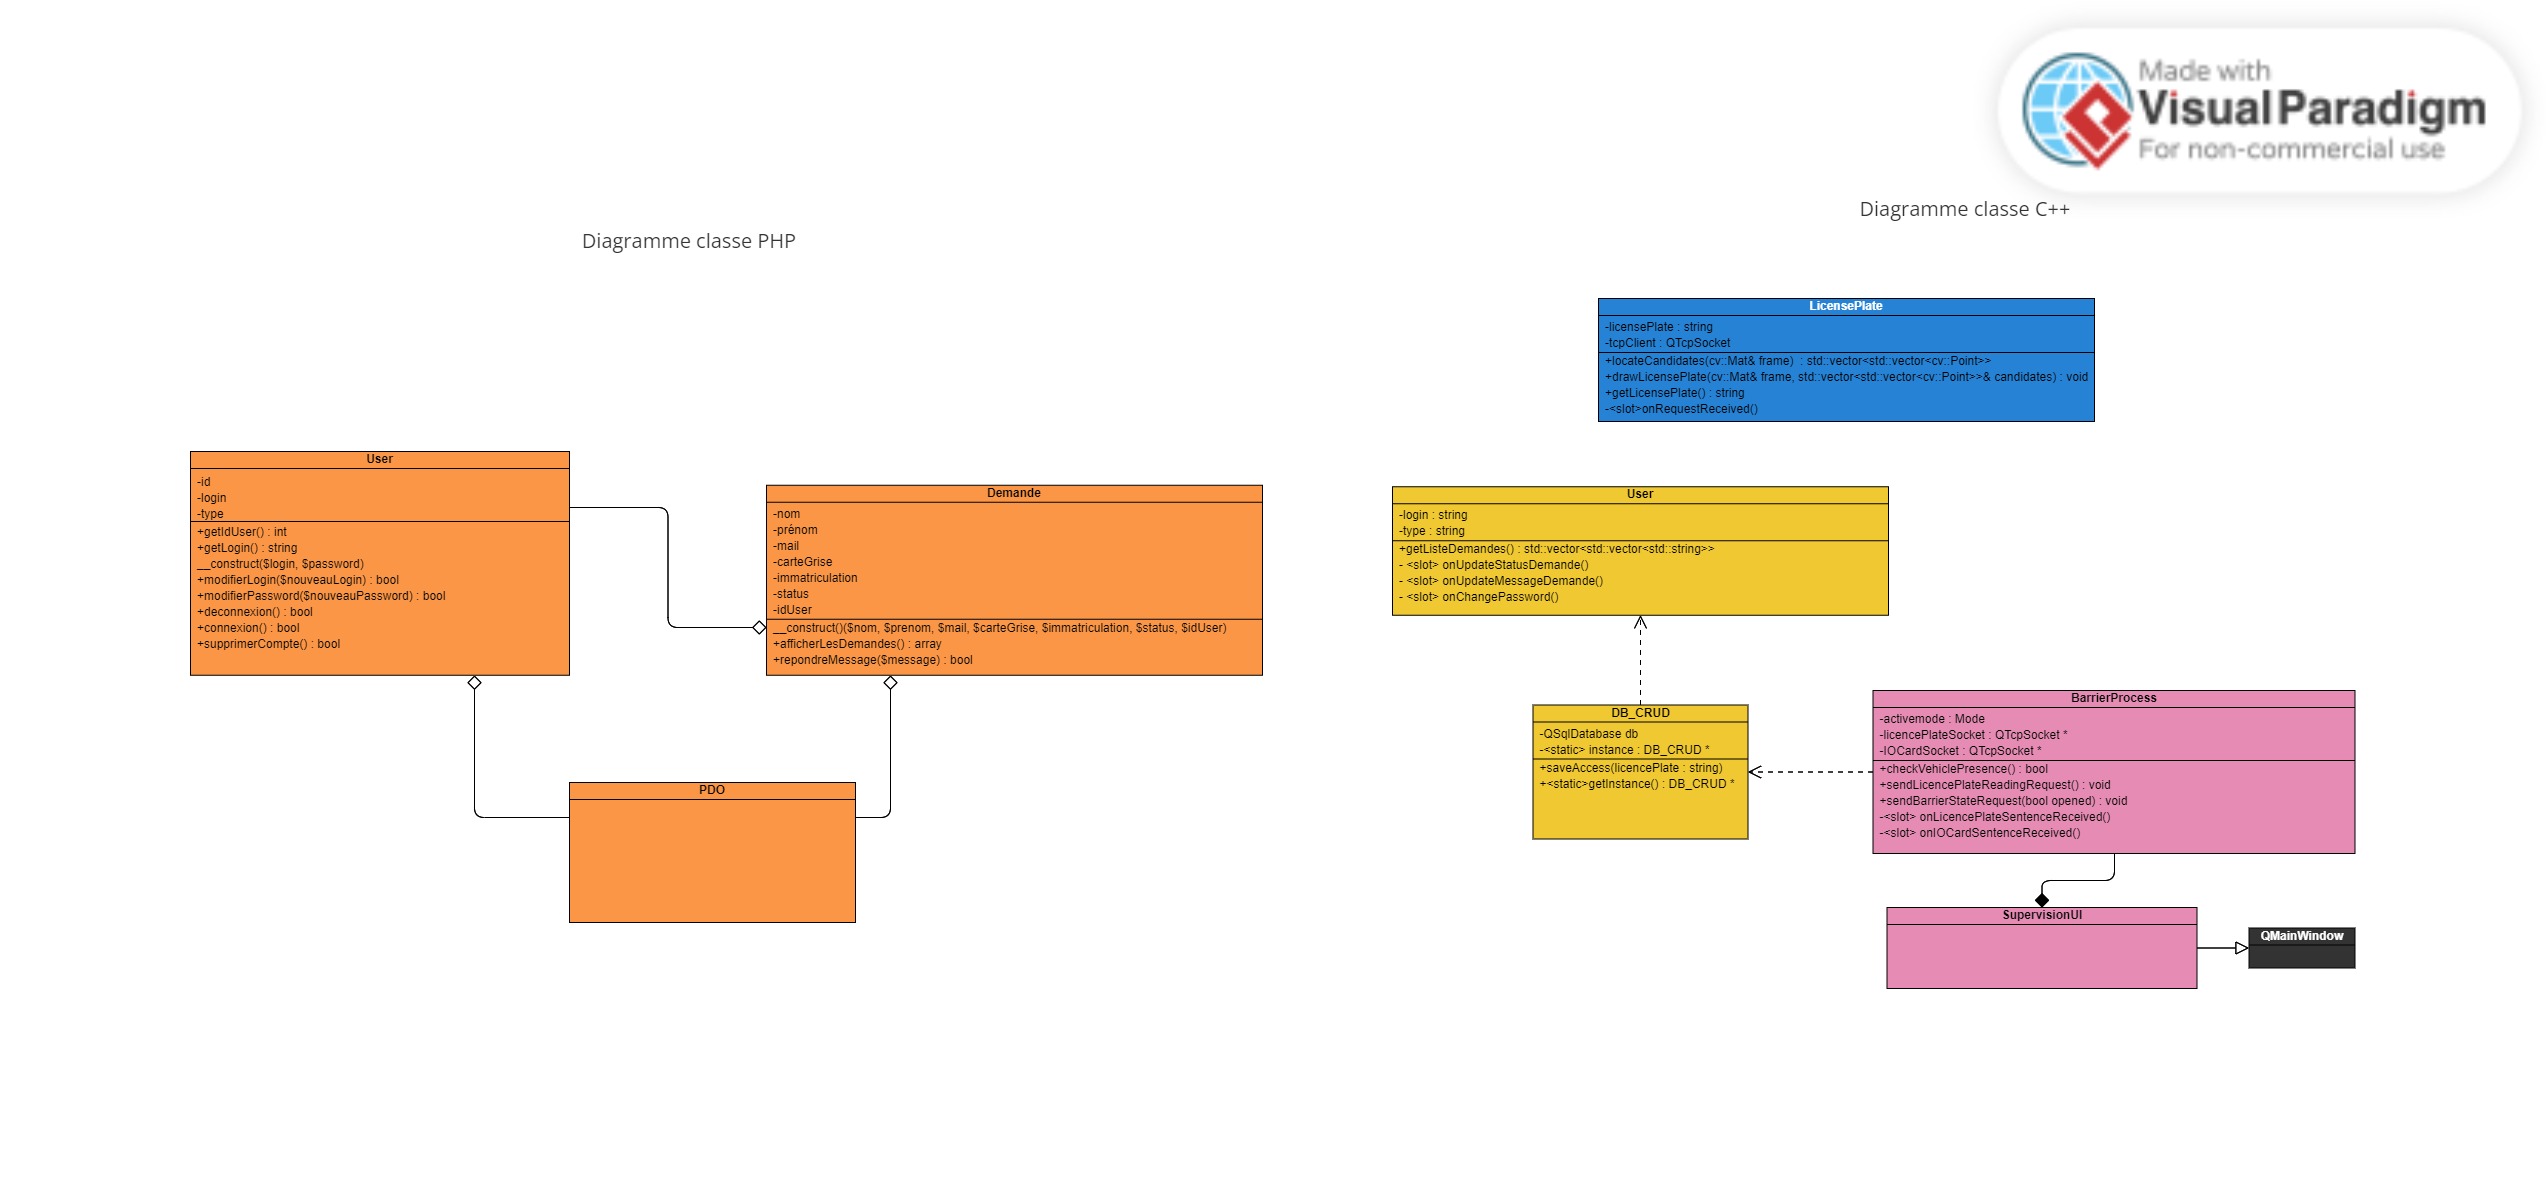 Made with
Visual Paradigm
For non-commercial use
Diagramme classe C++
Diagramme classe PHP
LicensePlate
-licensePlate : string
-tcpClient : QTcpSocket
+locateCandidates(cv::Mat& frame)  : std::vector<std::vector<cv::Point>>
+drawLicensePlate(cv::Mat& frame, std::vector<std::vector<cv::Point>>& candidates) : void
+getLicensePlate() : string
-<slot>onRequestReceived()
User
-id
-login
-type
+getIdUser() : int
+getLogin() : string
__construct($login, $password)
+modifierLogin($nouveauLogin) : bool
+modifierPassword($nouveauPassword) : bool
+deconnexion() : bool
+connexion() : bool
+supprimerCompte() : bool
Demande
-nom
-prénom
-mail
-carteGrise
-immatriculation
-status
-idUser
__construct()($nom, $prenom, $mail, $carteGrise, $immatriculation, $status, $idUser)
+afficherLesDemandes() : array
+repondreMessage($message) : bool
PDO
User
-login : string
-type : string
+getListeDemandes() : std::vector<std::vector<std::string>>
- <slot> onUpdateStatusDemande()
- <slot> onUpdateMessageDemande()
- <slot> onChangePassword()
DB_CRUD
-QSqlDatabase db
-<static> instance : DB_CRUD *
+saveAccess(licencePlate : string)
+<static>getInstance() : DB_CRUD *
BarrierProcess
-activemode : Mode
-licencePlateSocket : QTcpSocket *
-IOCardSocket : QTcpSocket *
+checkVehiclePresence() : bool
+sendLicencePlateReadingRequest() : void
+sendBarrierStateRequest(bool opened) : void
-<slot> onLicencePlateSentenceReceived()
-<slot> onIOCardSentenceReceived()
SupervisionUI
QMainWindow